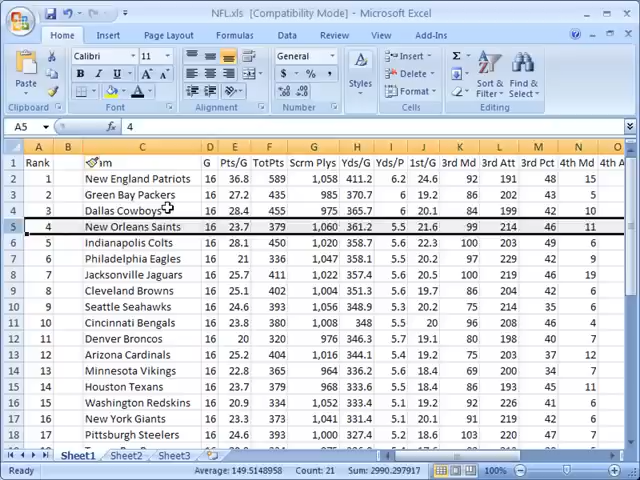 NFL.xls [Compatibility Mode] - Microsoft Excel
Home Insert Page Layout Formulas Data Review View Add-Ins
Paste Calibri 11 General Insert
B I U $ % , Delete Styles Sort & Filter Find & Select
Format
Clipboard Font Alignment Number Cells Editing
A5 fx 4
A B C D E F G H I J K L M N O
1 Rank G Pts/G TotPts Scrm Plys Yds/G Yds/P 1st/G 3rd Md 3rd Att 3rd Pct 4th Md 4th A
2 1 New England Patriots 16 36.8 589 1,058 411.2 6.2 24.6 92 191 48 15
3 2 Green Bay Packers 16 27.2 435 985 370.7 6 19.2 86 202 43 5
4 3 Dallas Cowboys 16 28.4 455 975 365.7 6 20.1 84 199 42 10
5 4 New Orleans Saints 16 23.7 379 1,060 361.2 5.5 21.6 99 214 46 11
6 5 Indianapolis Colts 16 28.1 450 1,020 358.7 5.6 22.3 100 203 49 6
7 6 Philadelphia Eagles 16 21 336 1,047 358.1 5.5 19.2 96 229 42 9
8 7 Jacksonville Jaguars 16 25.7 411 1,022 357.4 5.5 20.3 94 216 44 15
9 8 Cleveland Browns 16 25.1 402 1,004 351.3 5.6 19.7 94 208 45 7
10 9 Seattle Seahawks 16 24.6 393 1,056 348.9 5.3 20.2 75 214 35 6
11 10 Cincinnati Bengals 16 23.8 380 1,008 348 5.5 20 96 208 46 4
12 11 Denver Broncos 16 20 320 976 346.3 5.7 19.1 80 198 40 7
13 12 Arizona Cardinals 16 25.2 404 1,016 344.1 5.4 19.2 75 203 37 12
14 13 Minnesota Vikings 16 22.8 365 964 336.2 5.6 18.4 69 200 34 7
15 14 Houston Texans 16 23.7 379 968 333.6 5.5 18.4 86 193 45 11
16 15 Washington Redskins 16 20.9 334 1,052 333.4 5.1 19.2 92 226 41 6
17 16 New York Giants 16 23.3 373 1,041 331.4 5.1 19.4 91 219 42 6
18 17 Pittsburgh Steelers 16 24.6 393 1,000 327.4 5.2 18.6 103 220 47 7
Sheet1 Sheet2 Sheet3
Ready Average: 149.5148958 Count: 21 Sum: 2990.297917 100%